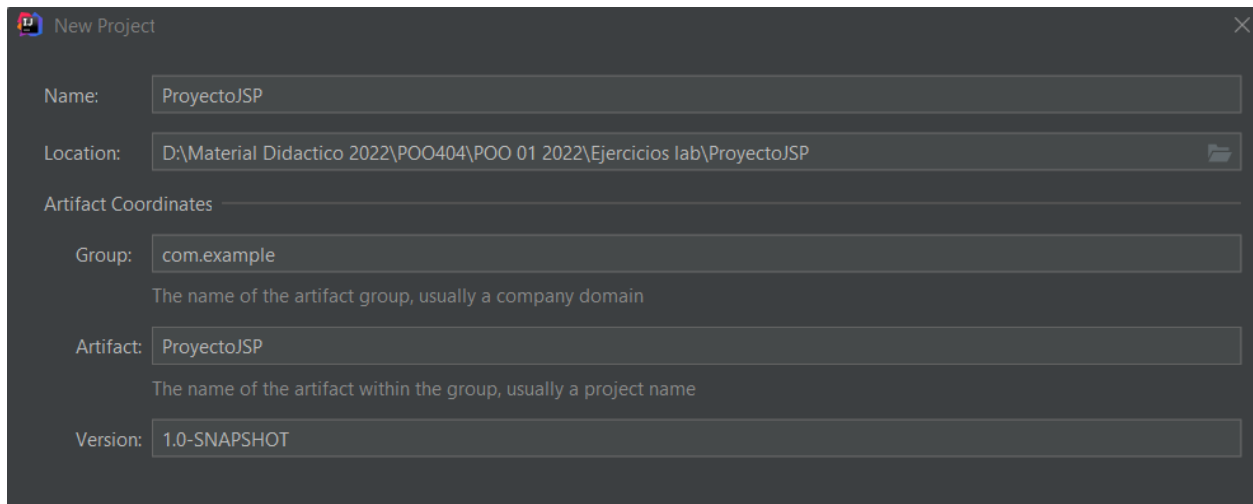 New Project
Name: ProyectoJSP
Location: D:\Material Didactico 2022\POO404\POO 01 2022\Ejercicios lab\ProyectoJSP
Artifact Coordinates
Group: com.example
The name of the artifact group, usually a company domain
Artifact: ProyectoJSP
The name of the artifact within the group, usually a project name
Version: 1.0-SNAPSHOT